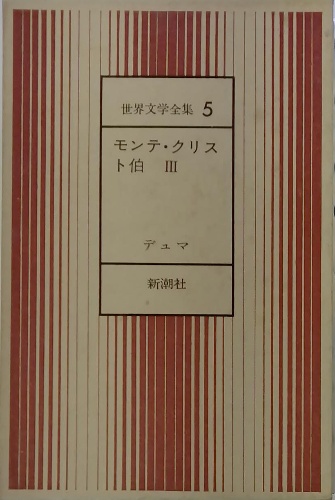 世界文学全集 5
モンテ・クリス
ト伯 III
デュマ
新潮社